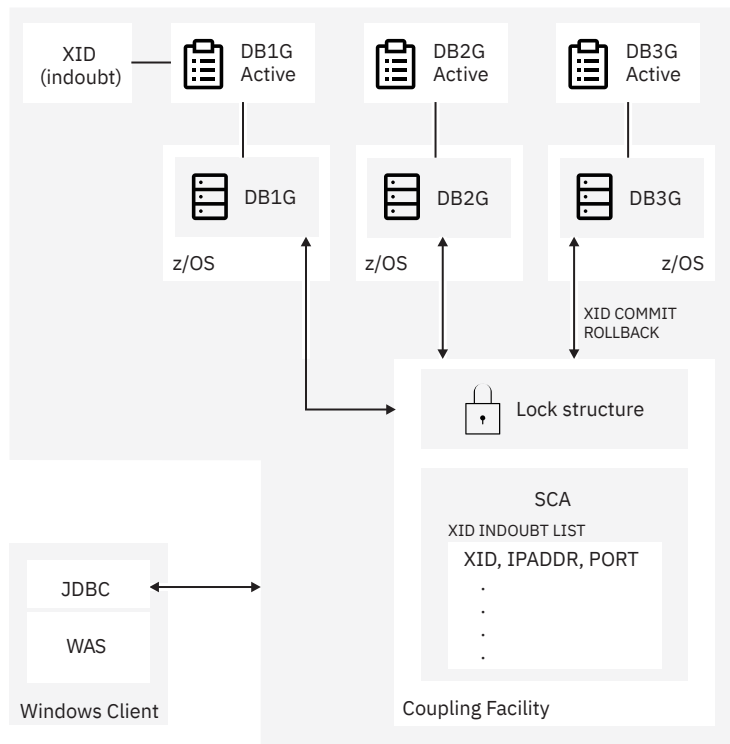 XID
(indoubt)
DB1G
Active
DB2G
Active
DB3G
Active
DB1G
z/OS
DB2G
z/OS
DB3G
z/OS
XID COMMIT
ROLLBACK
Lock structure
SCA
XID INDOUBT LIST
XID, IPADDR, PORT
.
.
.
.
Coupling Facility
JDBC
WAS
Windows Client